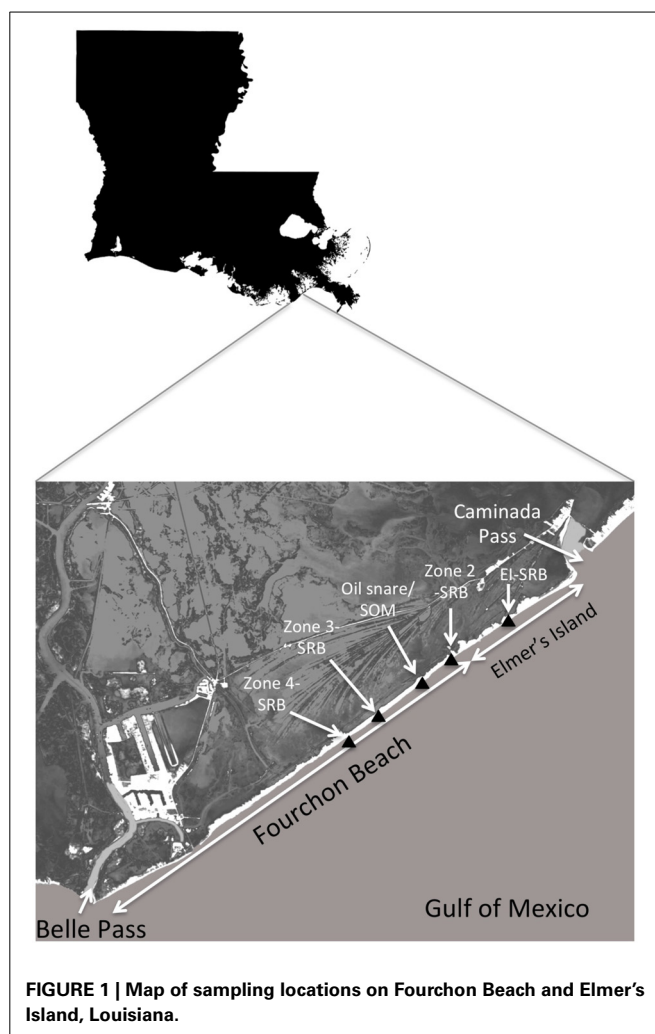 Caminada
Pass
Zone 2
-SRB
EI-SRB
Oil snare/
SOM
Zone 3-
SRB
Zone 4-
SRB
Elmer's Island
Fourchon Beach
Gulf of Mexico
Belle Pass
FIGURE 1 | Map of sampling locations on Fourchon Beach and Elmer's
Island, Louisiana.